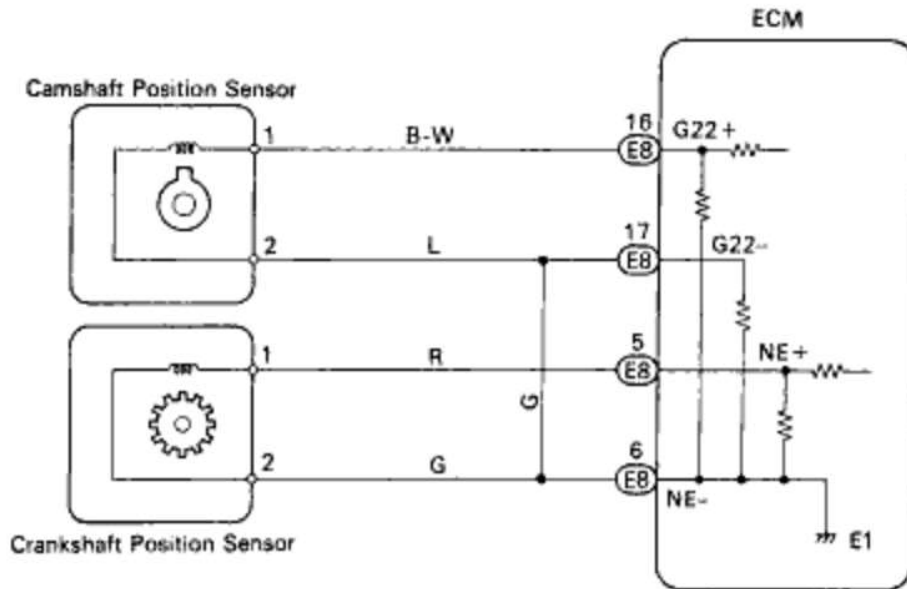 ECM
Camshaft Position Sensor
1
B-W
16
E8
G22+
2
L
17
E8
G22-
1
R
5
E8
NE+
G
2
G
6
E8
NE-
E1
Crankshaft Position Sensor